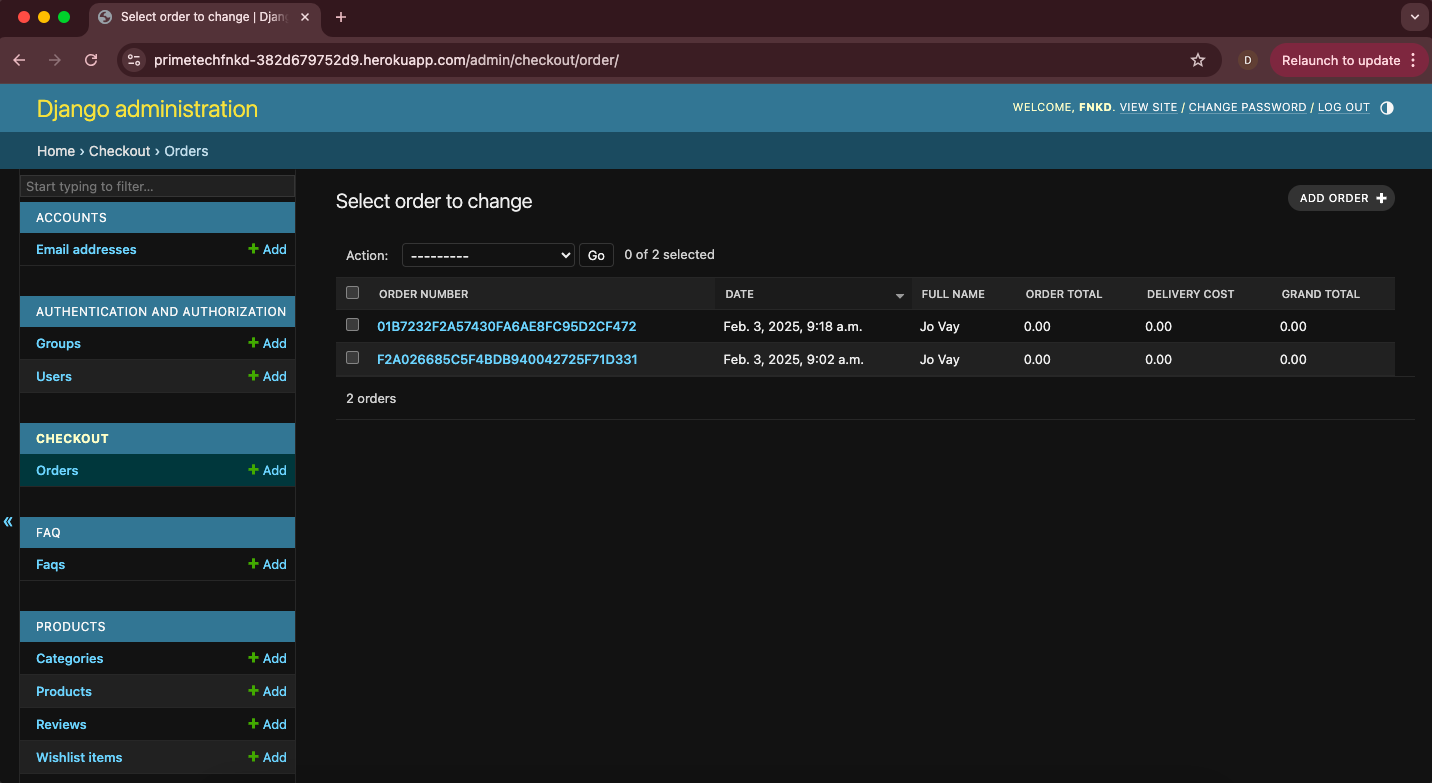 Select order to change | Djan
primetechfnkd-382d679752d9.herokuapp.com/admin/checkout/order/
D
Relaunch to update
Django administration
WELCOME, FNKD. VIEW SITE / CHANGE PASSWORD / LOG OUT
Home › Checkout › Orders
Start typing to filter...
ACCOUNTS
Email addresses + Add
AUTHENTICATION AND AUTHORIZATION
Groups + Add
Users + Add
CHECKOUT
Orders + Add
FAQ
Faqs + Add
PRODUCTS
Categories + Add
Products + Add
Reviews + Add
Wishlist items + Add
«
Select order to change
ADD ORDER +
Action: --------- Go 0 of 2 selected
ORDER NUMBER DATE FULL NAME ORDER TOTAL DELIVERY COST GRAND TOTAL
01B7232F2A57430FA6AE8FC95D2CF472 Feb. 3, 2025, 9:18 a.m. Jo Vay 0.00 0.00 0.00
F2A026685C5F4BDB940042725F71D331 Feb. 3, 2025, 9:02 a.m. Jo Vay 0.00 0.00 0.00
2 orders